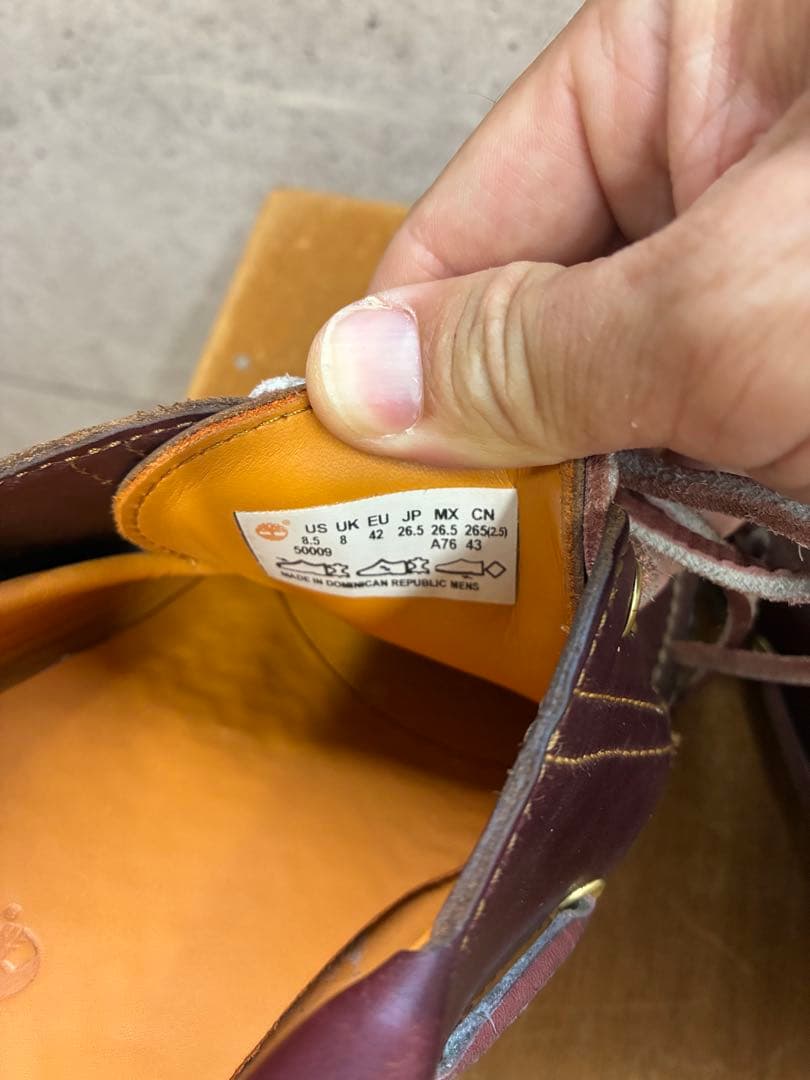 US UK EU JP MX CN
8.5 8 42 26.5 26.5 265(2.5)
50009 A76 43
MADE IN DOMINICAN REPUBLIC MENS